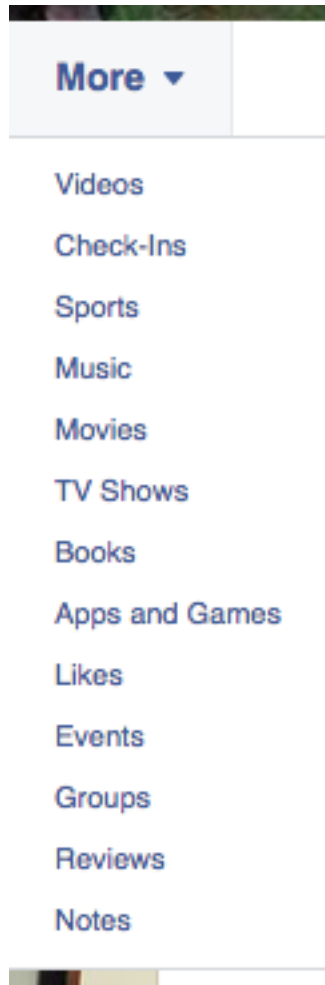 More
Videos
Check-Ins
Sports
Music
Movies
TV Shows
Books
Apps and Games
Likes
Events
Groups
Reviews
Notes